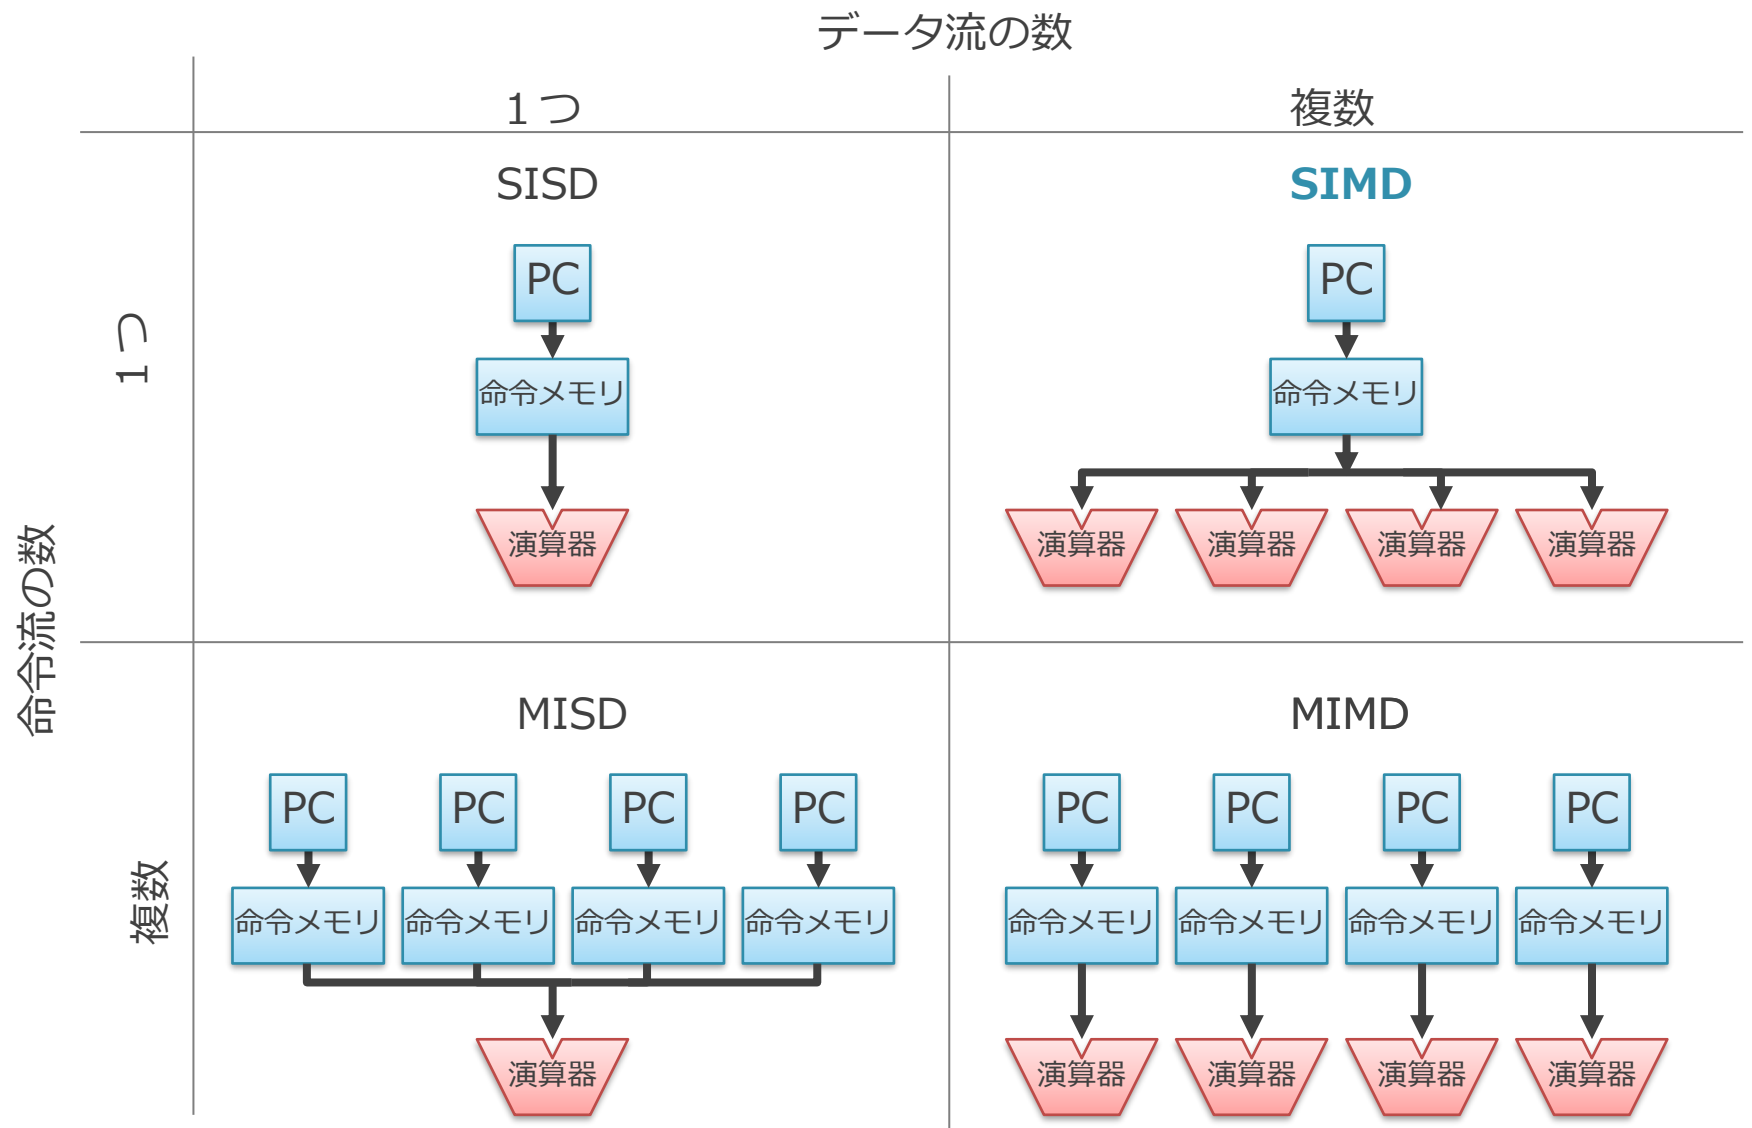 データ流の数
1つ
複数
命令流の数
1つ
SISD
PC
命令メモリ
演算器
SIMD
PC
命令メモリ
演算器 演算器 演算器 演算器
複数
MISD
PC PC PC PC
命令メモリ 命令メモリ 命令メモリ 命令メモリ
演算器
MIMD
PC PC PC PC
命令メモリ 命令メモリ 命令メモリ 命令メモリ
演算器 演算器 演算器 演算器